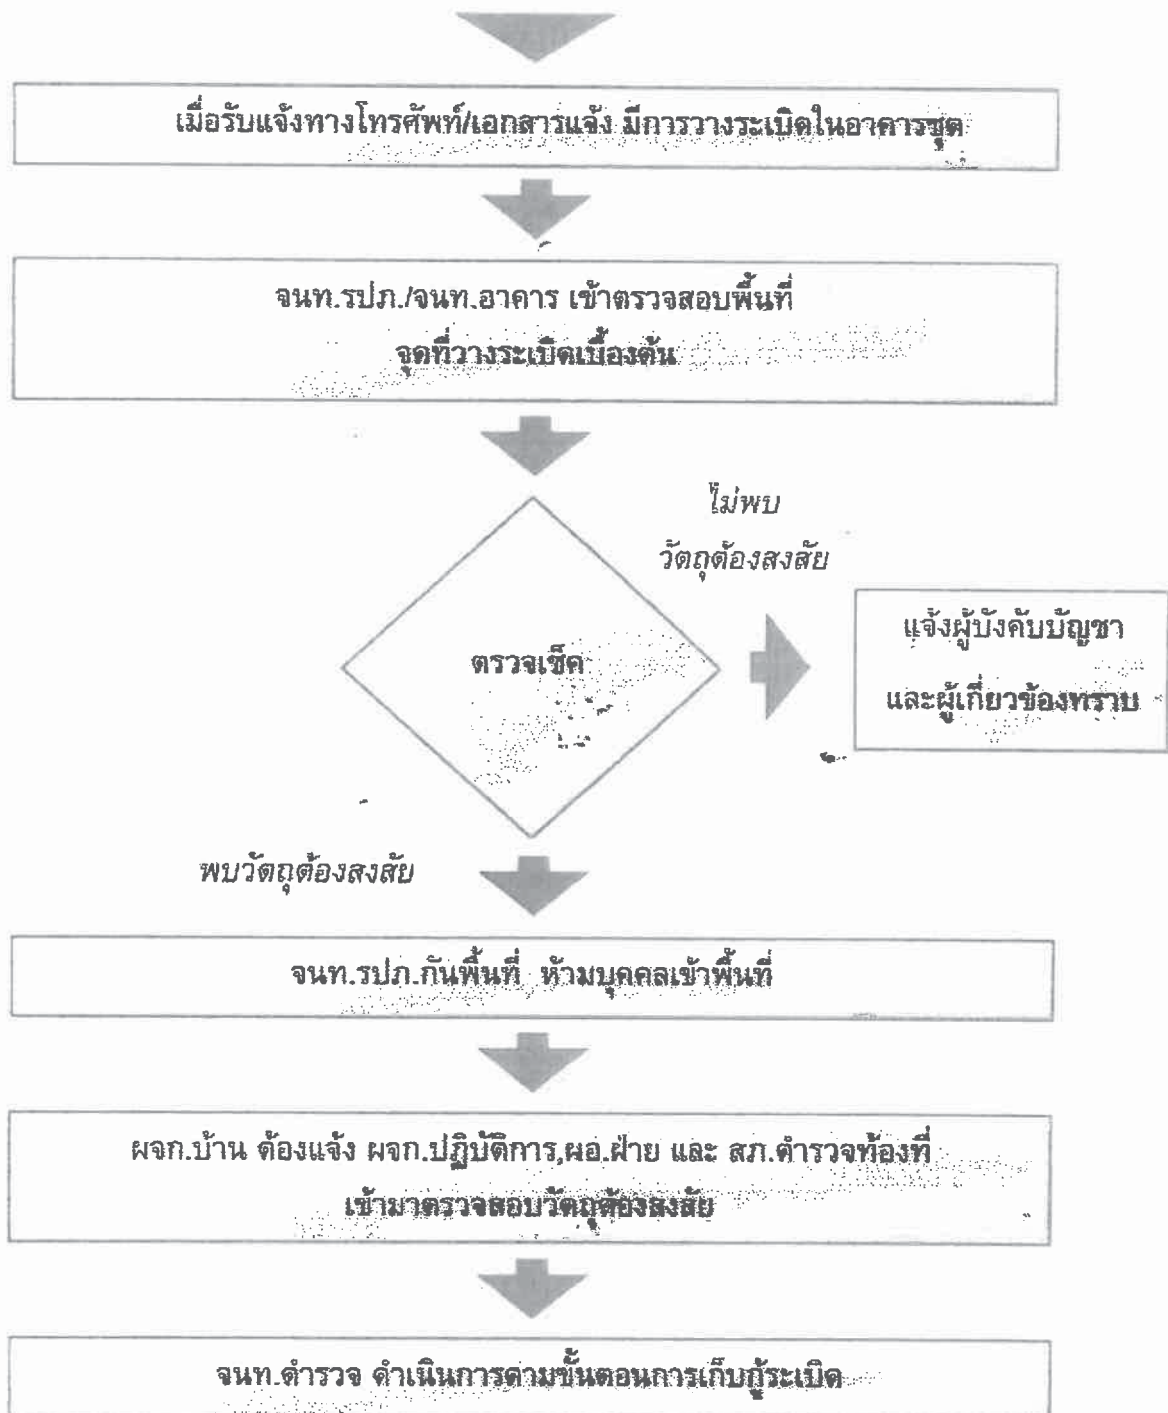 เมื่อรับแจ้งทางโทรศัพท์/เอกสารแจ้ง มีการวางระเบิดในอาคารชุด
จนท.รปภ./จนท.อาคาร เข้าตรวจสอบพื้นที่
จุดที่วางระเบิดเบื้องต้น
ไม่พบ
วัตถุต้องสงสัย
ตรวจเช็ค
แจ้งผู้บังคับบัญชา
และผู้เกี่ยวข้องทราบ
พบวัตถุต้องสงสัย
จนท.รปภ.กันพื้นที่ ห้ามบุคคลเข้าพื้นที่
ผจก.บ้าน ต้องแจ้ง ผจก.ปฏิบัติการ,ผอ.ฝ่าย และ สภ.ตำรวจท้องที่
เข้ามาตรวจสอบวัตถุต้องสงสัย
จนท.ตำรวจ ดำเนินการตามขั้นตอนการเก็บกู้ระเบิด